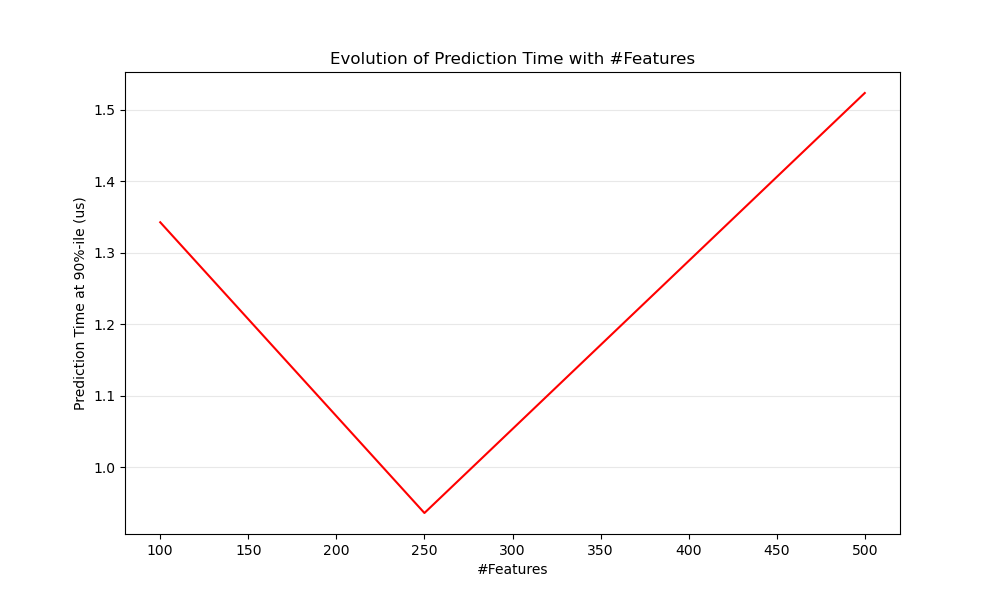 Evolution of Prediction Time with #Features
Prediction Time at 90%-ile (us)
1.5
1.4
1.3
1.2
1.1
1.0
100 150 200 250 300 350 400 450 500
#Features